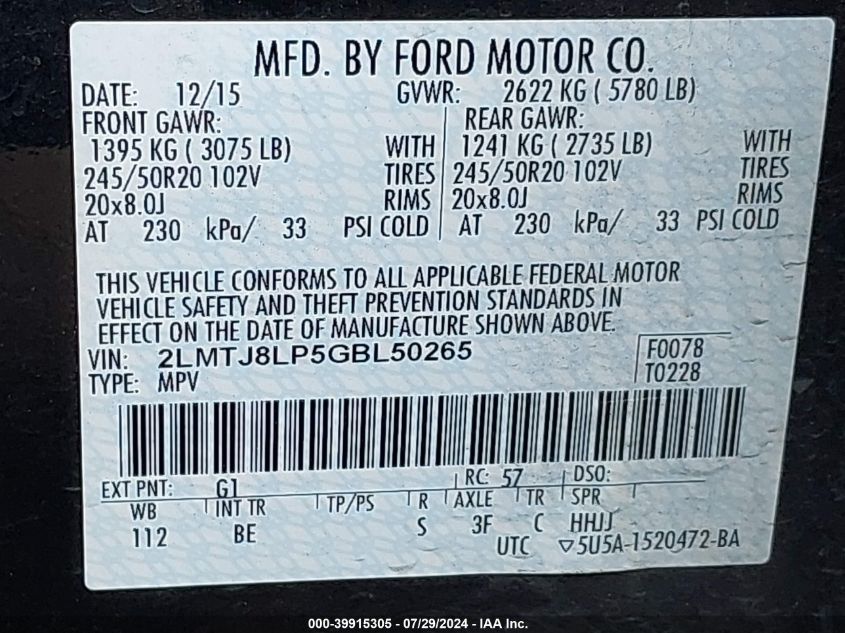 MFD. BY FORD MOTOR CO.
DATE: 12/15 GVWR: 2622 KG ( 5780 LB)
FRONT GAWR: REAR GAWR:
1395 KG ( 3075 LB) WITH 1241 KG ( 2735 LB) WITH
245/50R20 102V TIRES 245/50R20 102V TIRES
20x8.0J RIMS 20x8.0J RIMS
AT 230 kPa/ 33 PSI COLD AT 230 kPa/ 33 PSI COLD
THIS VEHICLE CONFORMS TO ALL APPLICABLE FEDERAL MOTOR
VEHICLE SAFETY AND THEFT PREVENTION STANDARDS IN
EFFECT ON THE DATE OF MANUFACTURE SHOWN ABOVE.
VIN: 2LMTJ8LP5GBL50265 F0078
TYPE: MPV T0228
EXT PNT: G1 RC: 57 DSO:
WB INT TR TP/PS R AXLE TR SPR
112 BE S 3F C HHJJ
UTC ▽5U5A-1520472-BA
000-39915305 - 07/29/2024 - IAA Inc.